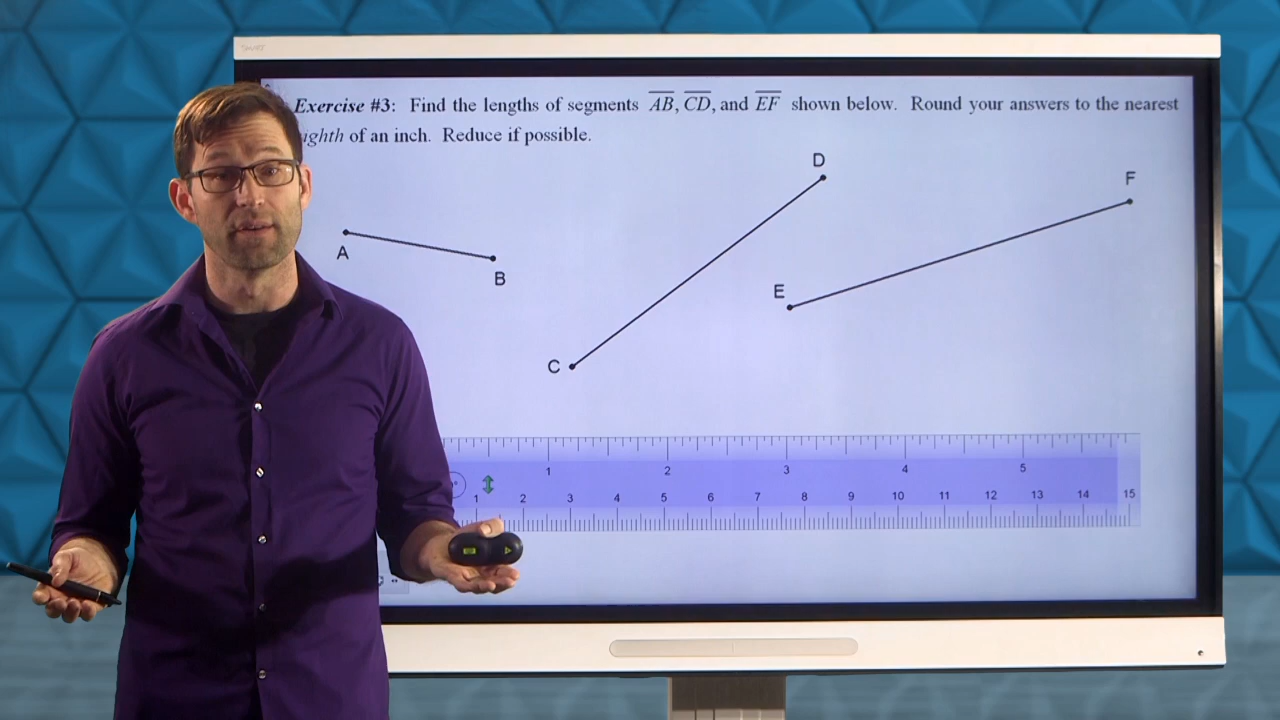 Exercise #3: Find the lengths of segments AB, CD, and EF shown below. Round your answers to the nearest
of an inch. Reduce if possible.
D
F
A
B
E
C
1 2 3 4 5
1 2 3 4 5 6 7 8 9 10 11 12 13 14 15